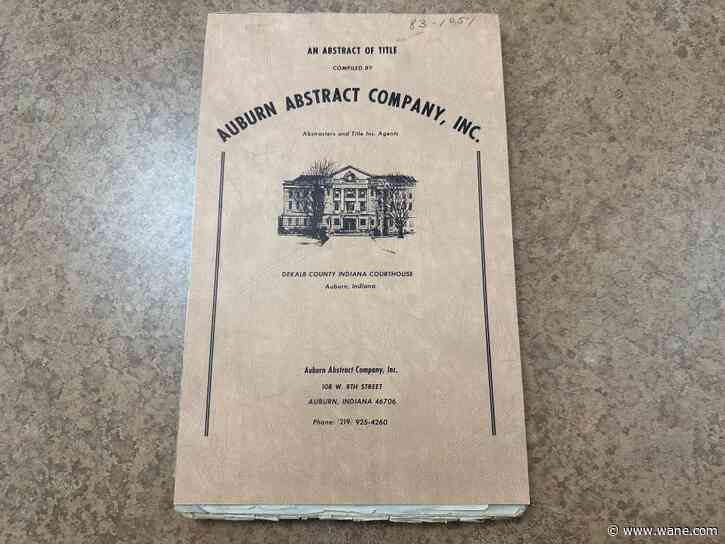 83-1051
AN ABSTRACT OF TITLE
COMPILED BY
AUBURN ABSTRACT COMPANY, INC.
Abstracters and Title Ins. Agents
DEKALB COUNTY INDIANA COURTHOUSE
Auburn, Indiana
Auburn Abstract Company, Inc.
108 W. 8TH STREET
AUBURN, INDIANA 46706
Phone: (219) 925-4260
© www.wane.com